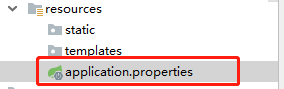 resources
static
templates
application.properties